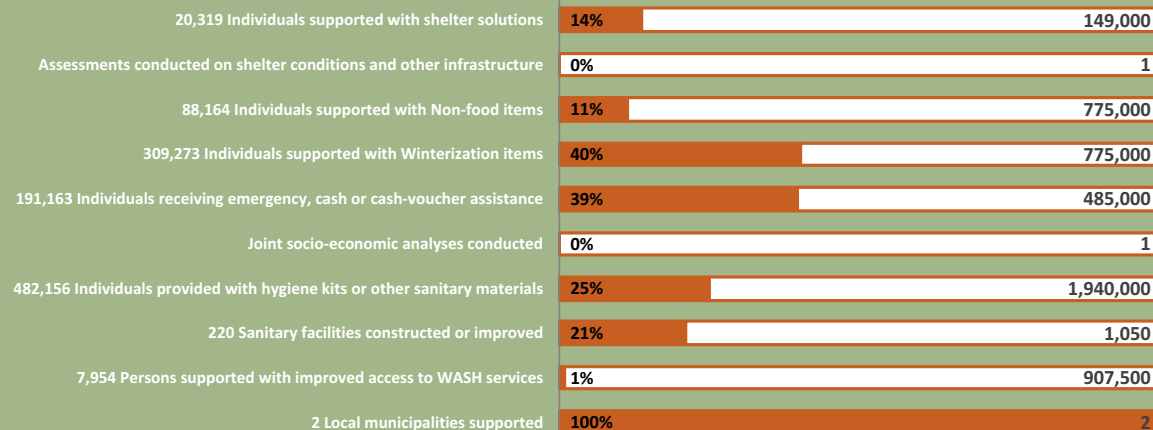 20,319 Individuals supported with shelter solutions 14% 149,000
Assessments conducted on shelter conditions and other infrastructure 0% 1
88,164 Individuals supported with Non-food items 11% 775,000
309,273 Individuals supported with Winterization items 40% 775,000
191,163 Individuals receiving emergency, cash or cash-voucher assistance 39% 485,000
Joint socio-economic analyses conducted 0% 1
482,156 Individuals provided with hygiene kits or other sanitary materials 25% 1,940,000
220 Sanitary facilities constructed or improved 21% 1,050
7,954 Persons supported with improved access to WASH services 1% 907,500
2 Local municipalities supported 100% 2